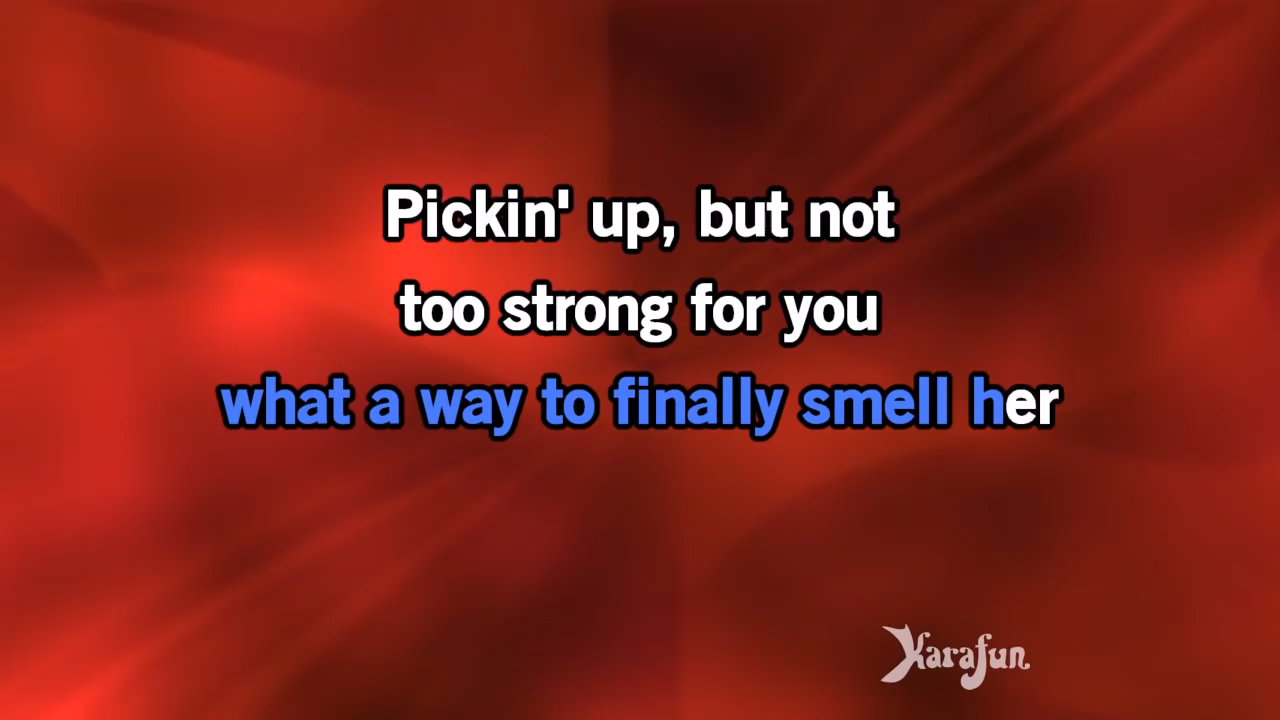 Pickin' up, but not
too strong for you
what a way to finally smell her
Karafun